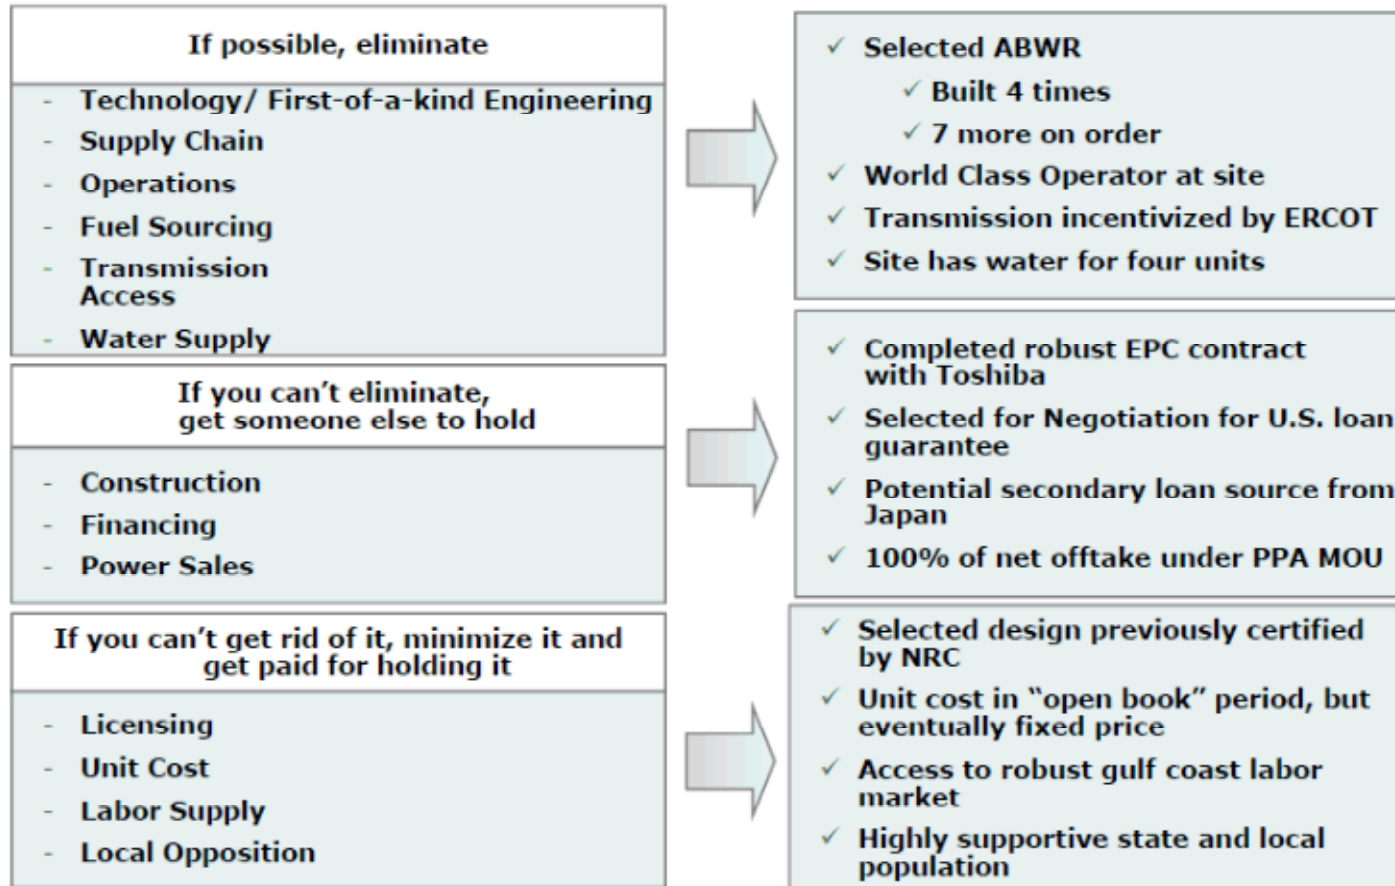 If possible, eliminate
- Technology/ First-of-a-kind Engineering
- Supply Chain
- Operations
- Fuel Sourcing
- Transmission
Access
- Water Supply
✓ Selected ABWR
✓ Built 4 times
✓ 7 more on order
✓ World Class Operator at site
✓ Transmission incentivized by ERCOT
✓ Site has water for four units
If you can't eliminate,
get someone else to hold
- Construction
- Financing
- Power Sales
✓ Completed robust EPC contract
with Toshiba
✓ Selected for Negotiation for U.S. loan
guarantee
✓ Potential secondary loan source from
Japan
✓ 100% of net offtake under PPA MOU
If you can't get rid of it, minimize it and
get paid for holding it
- Licensing
- Unit Cost
- Labor Supply
- Local Opposition
✓ Selected design previously certified
by NRC
✓ Unit cost in "open book" period, but
eventually fixed price
✓ Access to robust gulf coast labor
market
✓ Highly supportive state and local
population